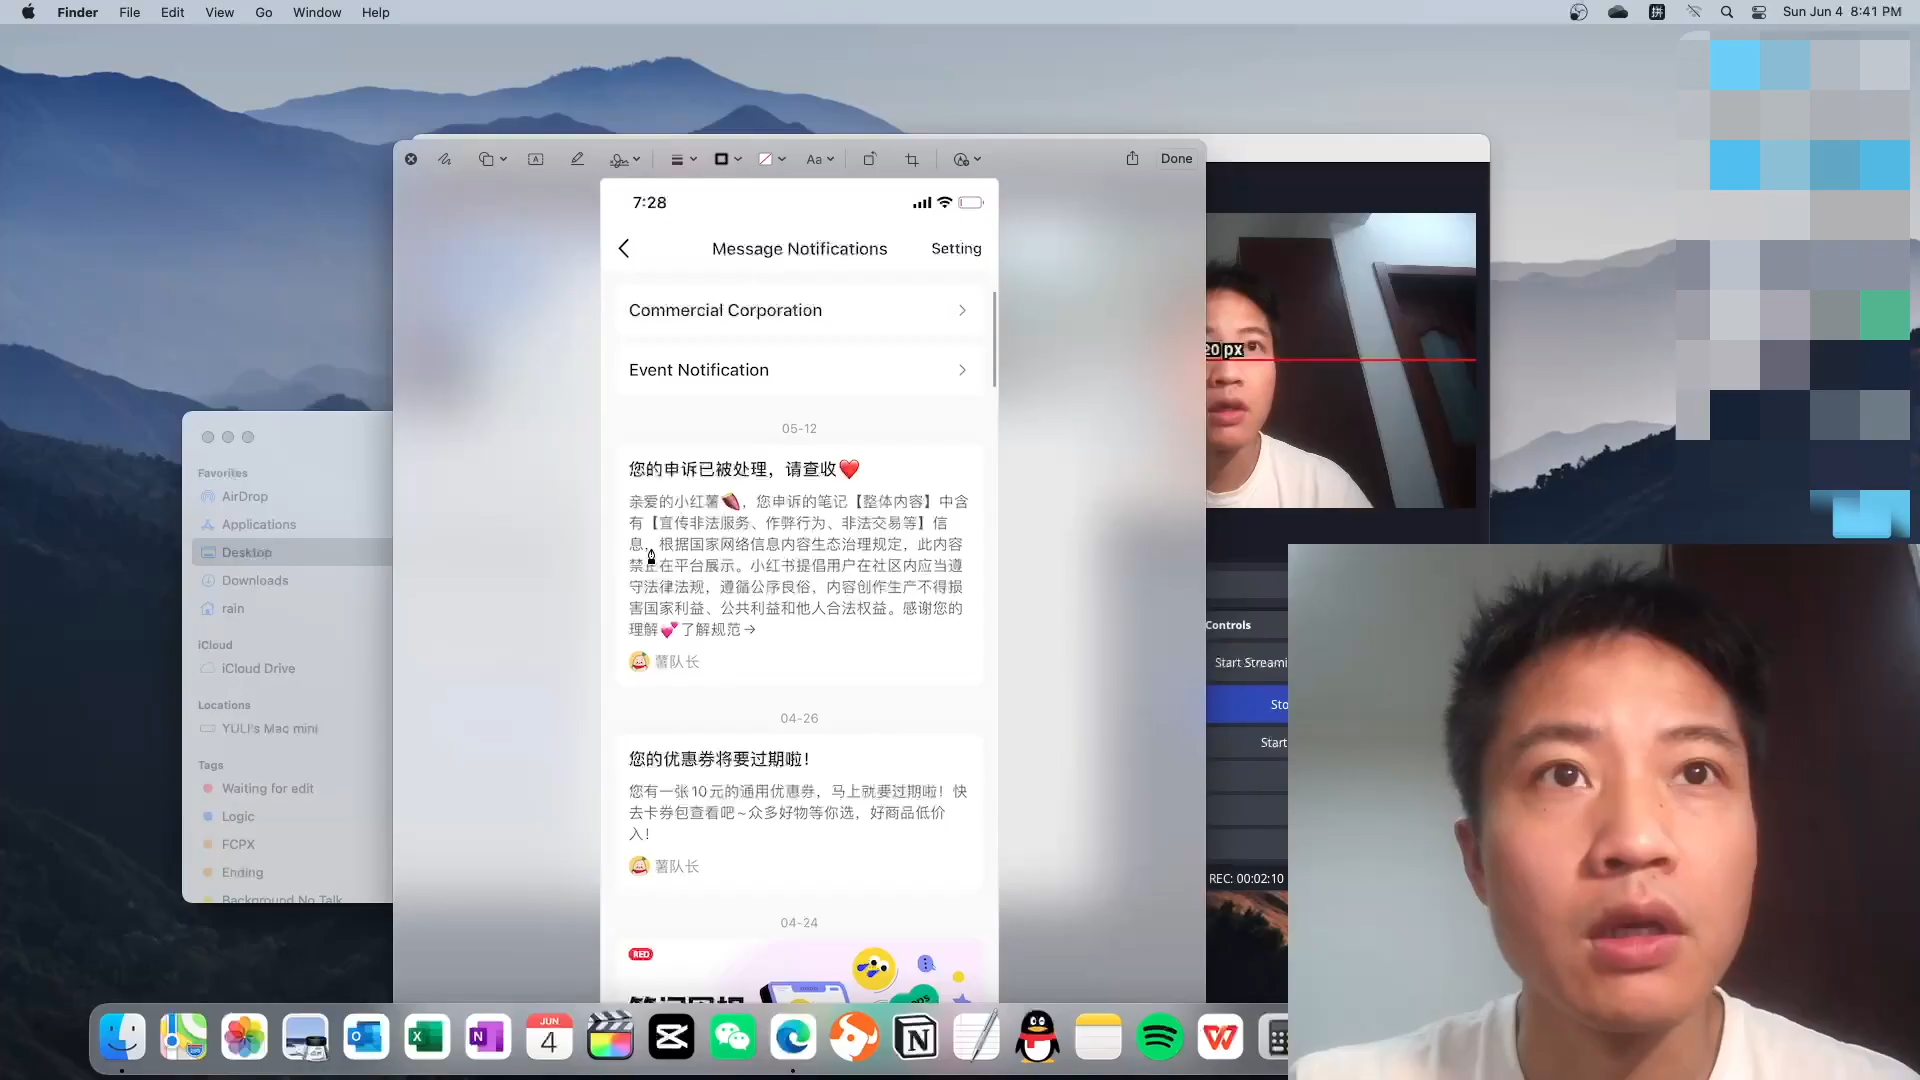 Finder File Edit View Go Window Help
Sun Jun 4 8:41 PM
Aa
Done
7:28
Message Notifications
Setting
Commercial Corporation
Event Notification
05-12
您的申诉已被处理，请查收❤️
亲爱的小红薯🍠，您申诉的笔记【整体内容】中含
有【宣传非法服务、作弊行为、非法交易等】信
息，根据国家网络信息内容生态治理规定，此内容
禁止在平台展示。小红书提倡用户在社区内应当遵
守法律法规，遵循公序良俗，内容创作生产不得损
害国家利益、公共利益和他人合法权益。感谢您的
理解💕了解规范→
薯队长
04-26
您的优惠券将要过期啦！
您有一张10元的通用优惠券，马上就要过期啦！快
去卡券包查看吧~众多好物等你选，好商品低价
入！
薯队长
04-24
RED
Favorites
AirDrop
Applications
Desktop
Downloads
rain
iCloud
iCloud Drive
Locations
YULI's Mac mini
Tags
Waiting for edit
Logic
FCPX
Ending
Background No Talk
20 px
Controls
Start Streami
Sto
Start
REC: 00:02:10
JUN
4